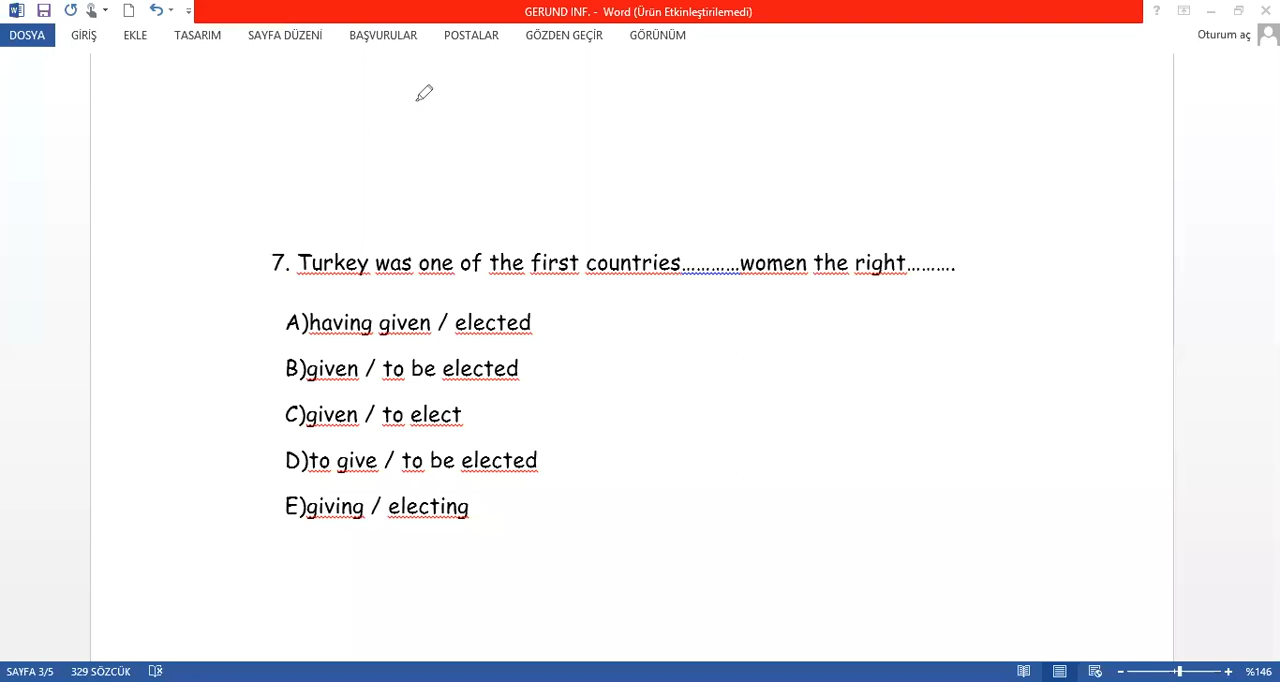 GERUND INF. - Word (Ürün Etkinleştirilemedi)
?
DOSYA GİRİŞ EKLE TASARIM SAYFA DÜZENİ BAŞVURULAR POSTALAR GÖZDEN GEÇİR GÖRÜNÜM Oturum aç
7. Turkey was one of the first countries…………women the right……….
A)having given / elected
B)given / to be elected
C)given / to elect
D)to give / to be elected
E)giving / electing
SAYFA 3/5 329 SÖZCÜK %146